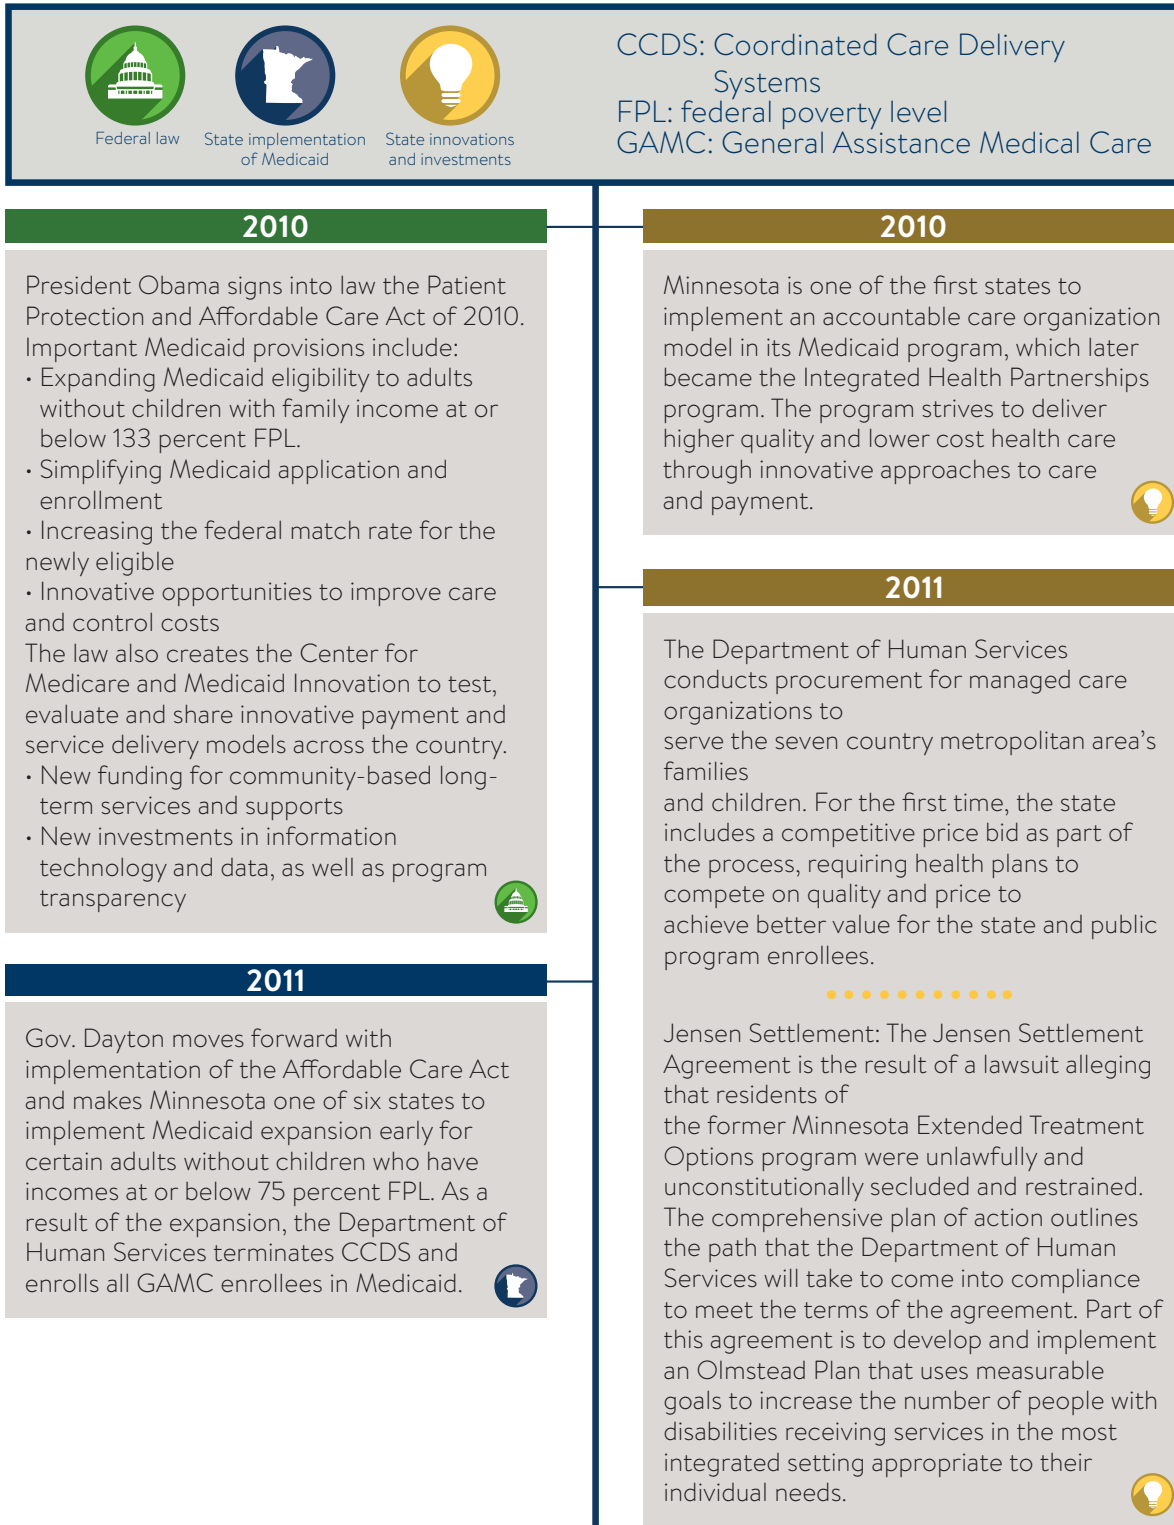 Federal law
State implementation
of Medicaid
State innovations
and investments
CCDS: Coordinated Care Delivery
Systems
FPL: federal poverty level
GAMC: General Assistance Medical Care
2010
President Obama signs into law the Patient
Protection and Affordable Care Act of 2010.
Important Medicaid provisions include:
• Expanding Medicaid eligibility to adults
without children with family income at or
below 133 percent FPL.
• Simplifying Medicaid application and
enrollment
• Increasing the federal match rate for the
newly eligible
• Innovative opportunities to improve care
and control costs
The law also creates the Center for
Medicare and Medicaid Innovation to test,
evaluate and share innovative payment and
service delivery models across the country.
• New funding for community-based long-
term services and supports
• New investments in information
technology and data, as well as program
transparency
2011
Gov. Dayton moves forward with
implementation of the Affordable Care Act
and makes Minnesota one of six states to
implement Medicaid expansion early for
certain adults without children who have
incomes at or below 75 percent FPL. As a
result of the expansion, the Department of
Human Services terminates CCDS and
enrolls all GAMC enrollees in Medicaid.
2010
Minnesota is one of the first states to
implement an accountable care organization
model in its Medicaid program, which later
became the Integrated Health Partnerships
program. The program strives to deliver
higher quality and lower cost health care
through innovative approaches to care
and payment.
2011
The Department of Human Services
conducts procurement for managed care
organizations to
serve the seven country metropolitan area's
families
and children. For the first time, the state
includes a competitive price bid as part of
the process, requiring health plans to
compete on quality and price to
achieve better value for the state and public
program enrollees.
Jensen Settlement: The Jensen Settlement
Agreement is the result of a lawsuit alleging
that residents of
the former Minnesota Extended Treatment
Options program were unlawfully and
unconstitutionally secluded and restrained.
The comprehensive plan of action outlines
the path that the Department of Human
Services will take to come into compliance
to meet the terms of the agreement. Part of
this agreement is to develop and implement
an Olmstead Plan that uses measurable
goals to increase the number of people with
disabilities receiving services in the most
integrated setting appropriate to their
individual needs.